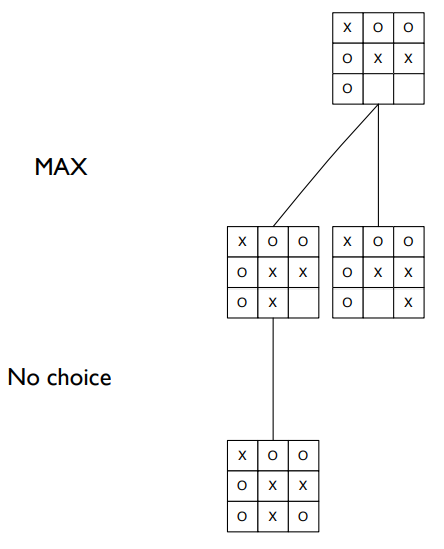 X O O
O X X
O
MAX
X O O X O O
O X X O X X
O X O X
No choice
X O O
O X X
O X O